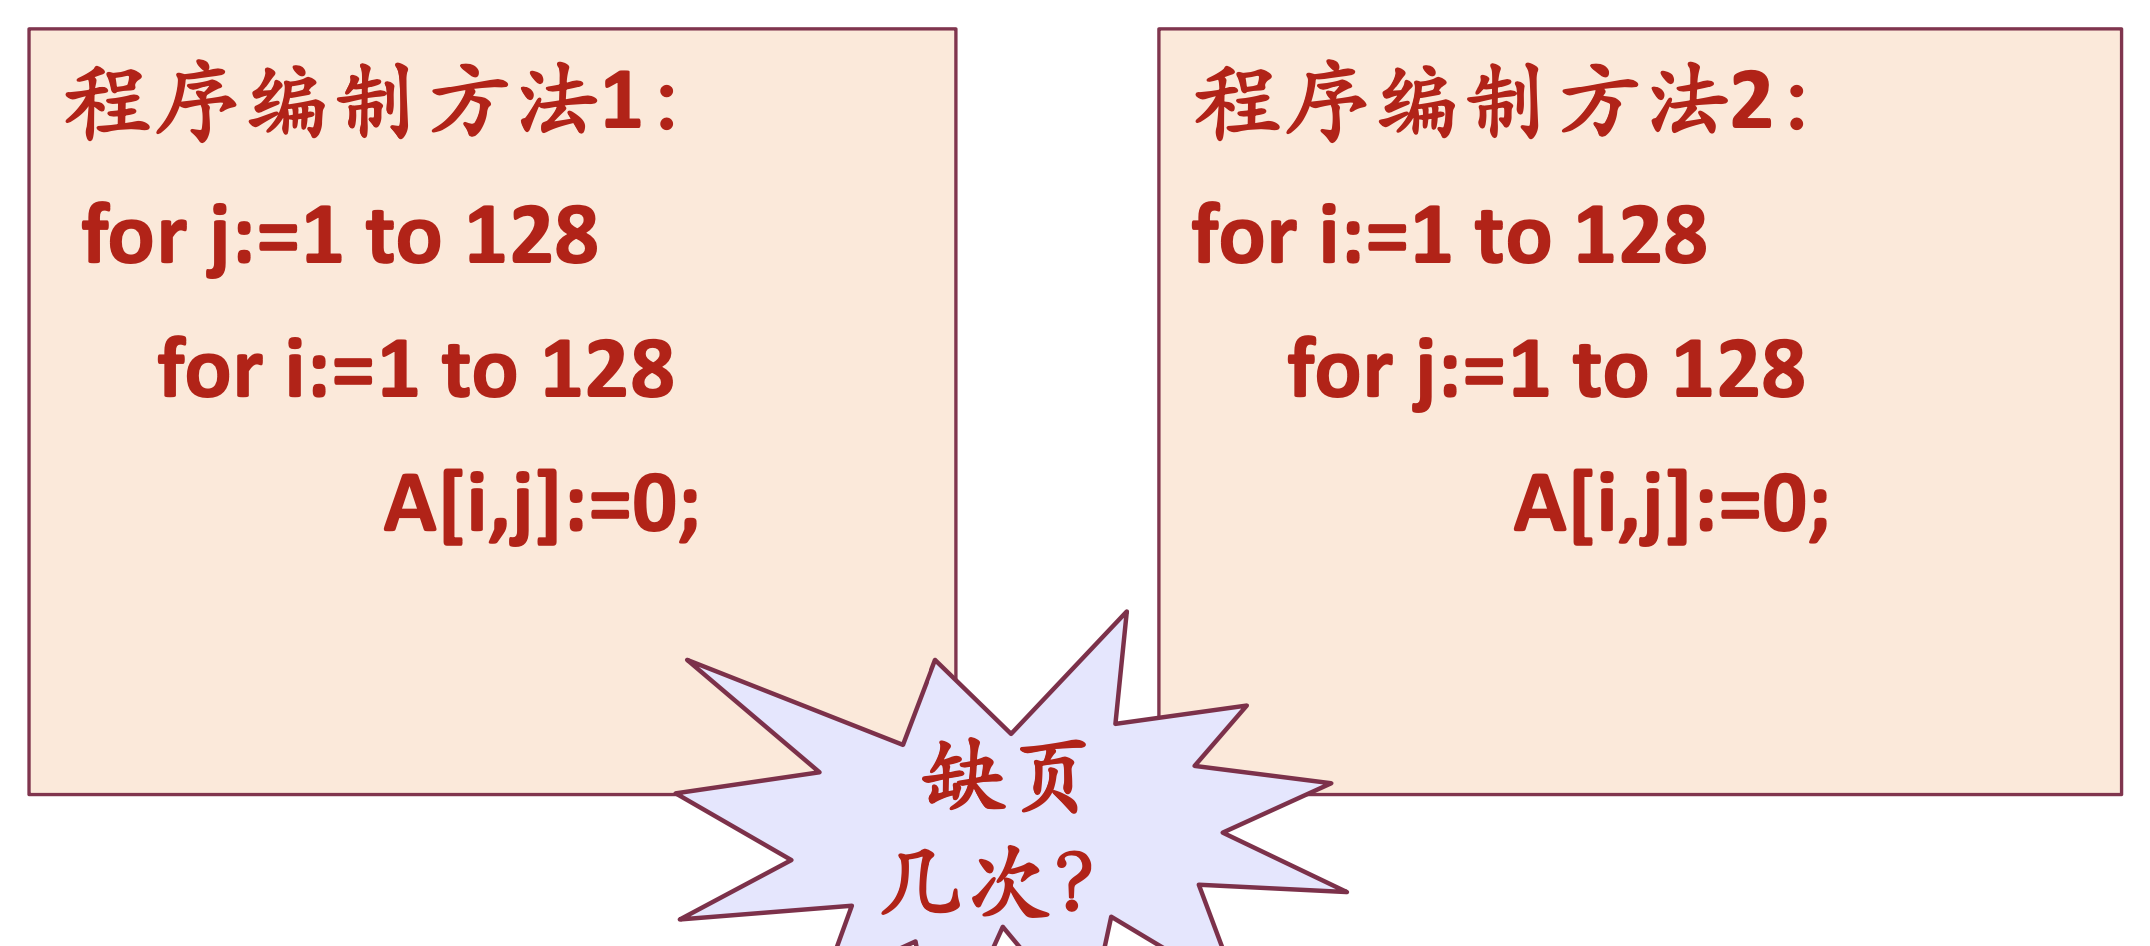 程序编制方法1：
for j:=1 to 128
for i:=1 to 128
A[i,j]:=0;
程序编制方法2：
for i:=1 to 128
for j:=1 to 128
A[i,j]:=0;
缺页
几次？